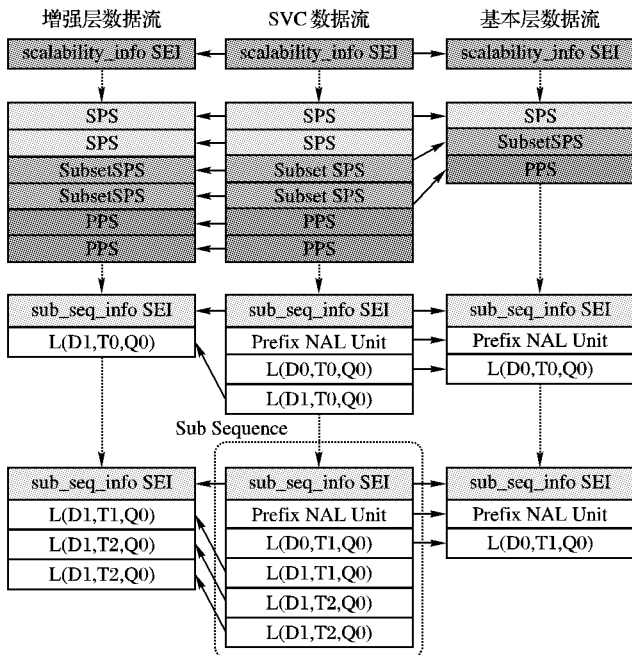 增强层数据流
SVC数据流
基本层数据流
scalability_info SEI
scalability_info SEI
scalability_info SEI
SPS
SPS
SubsetSPS
SubsetSPS
PPS
PPS
SPS
SPS
Subset SPS
Subset SPS
PPS
PPS
SPS
SubsetSPS
PPS
sub_seq_info SEI
L(D1,T0,Q0)
sub_seq_info SEI
Prefix NAL Unit
L(D0,T0,Q0)
L(D1,T0,Q0)
sub_seq_info SEI
Prefix NAL Unit
L(D0,T0,Q0)
Sub Sequence
sub_seq_info SEI
L(D1,T1,Q0)
L(D1,T2,Q0)
L(D1,T2,Q0)
sub_seq_info SEI
Prefix NAL Unit
L(D0,T1,Q0)
L(D1,T1,Q0)
L(D1,T2,Q0)
L(D1,T2,Q0)
sub_seq_info SEI
Prefix NAL Unit
L(D0,T1,Q0)